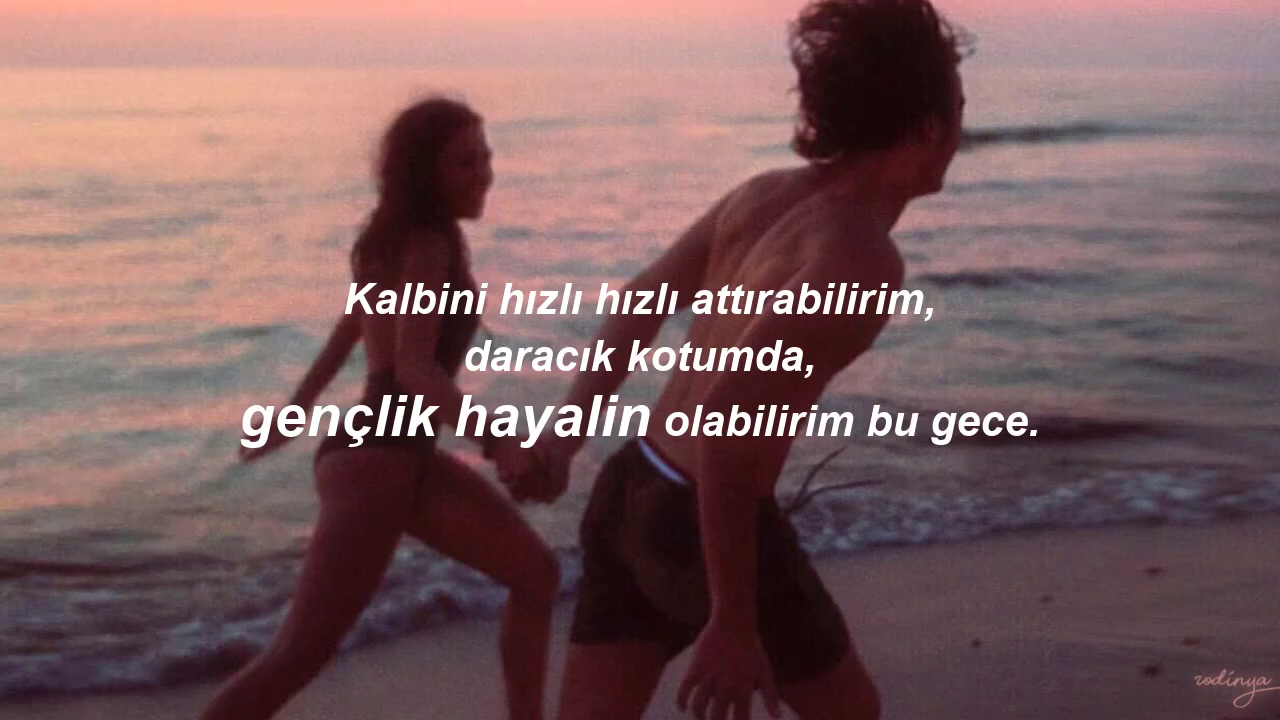 Kalbini hızlı hızlı attırabilirim,
daracık kotumda,
gençlik hayalin olabilirim bu gece.
rodinya